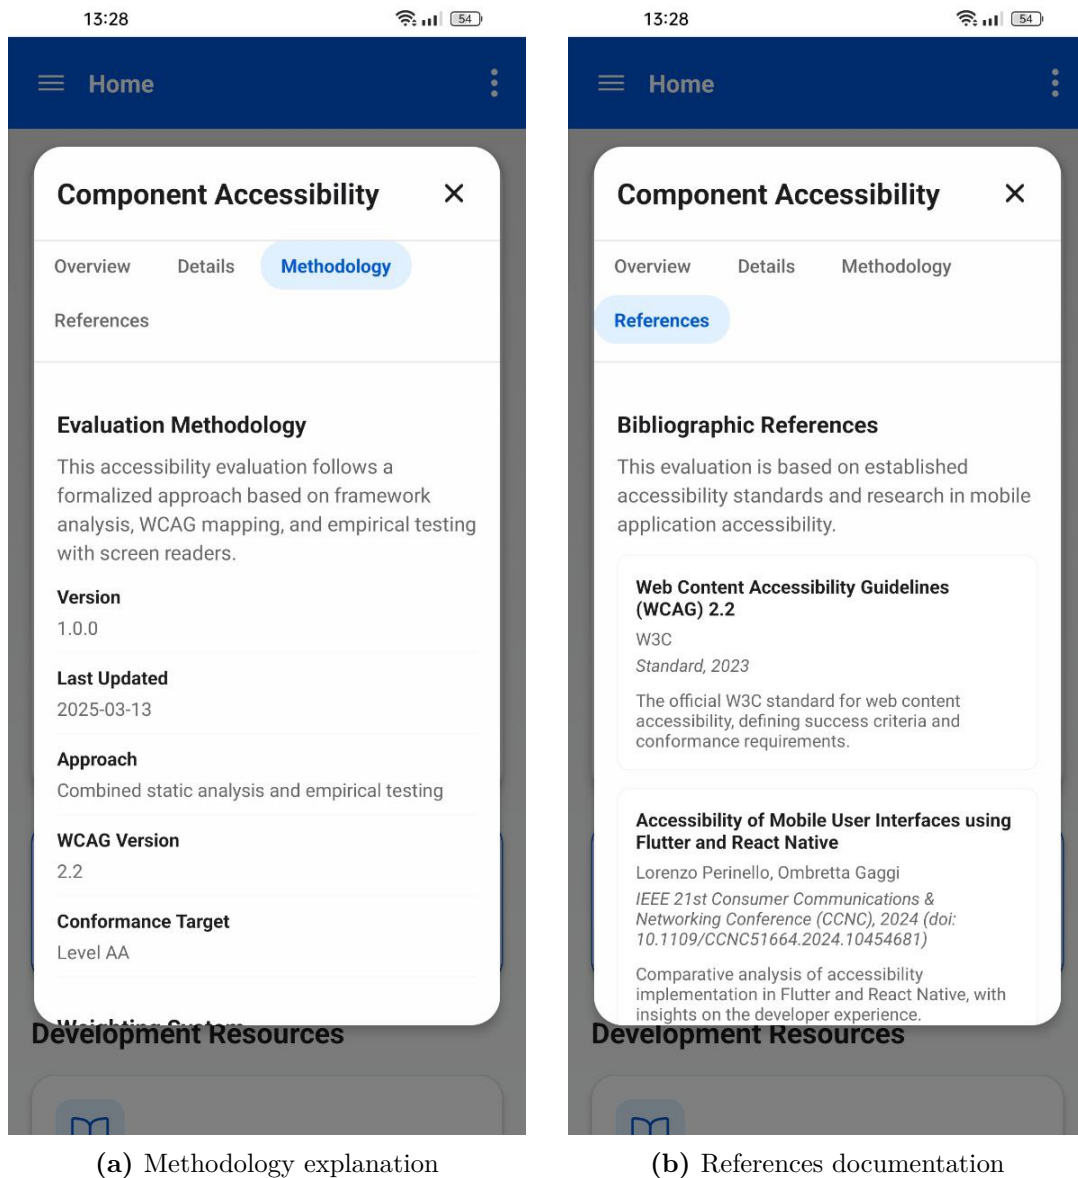 13:28
54
Home
Component Accessibility
Overview Details Methodology
References
Evaluation Methodology
This accessibility evaluation follows a
formalized approach based on framework
analysis, WCAG mapping, and empirical testing
with screen readers.
Version
1.0.0
Last Updated
2025-03-13
Approach
Combined static analysis and empirical testing
WCAG Version
2.2
Conformance Target
Level AA
Weighting System
Development Resources
(a) Methodology explanation
13:28
54
Home
Component Accessibility
Overview Details Methodology
References
Bibliographic References
This evaluation is based on established
accessibility standards and research in mobile
application accessibility.
Web Content Accessibility Guidelines
(WCAG) 2.2
W3C
Standard, 2023
The official W3C standard for web content
accessibility, defining success criteria and
conformance requirements.
Accessibility of Mobile User Interfaces using
Flutter and React Native
Lorenzo Perinello, Ombretta Gaggi
IEEE 21st Consumer Communications &
Networking Conference (CCNC), 2024 (doi:
10.1109/CCNC51664.2024.10454681)
Comparative analysis of accessibility
implementation in Flutter and React Native, with
insights on the developer experience.
Development Resources
(b) References documentation